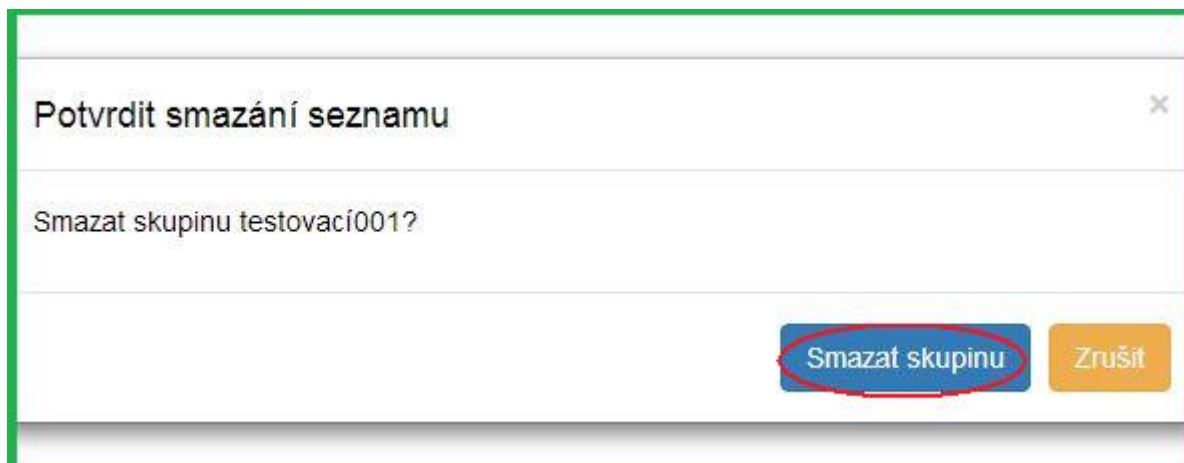 Potvrdit smazání seznamu
×
Smazat skupinu testovací001?
Smazat skupinu
Zrušit